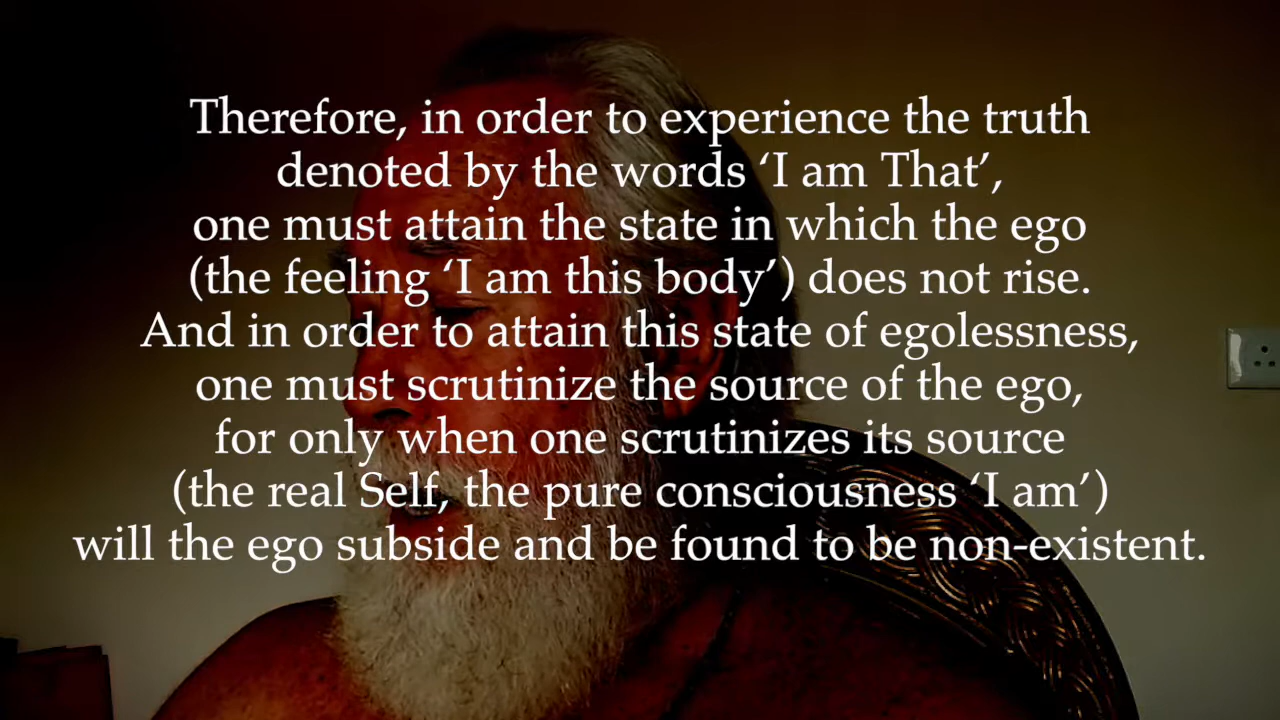 Therefore, in order to experience the truth
denoted by the words ‘I am That’,
one must attain the state in which the ego
(the feeling ‘I am this body’) does not rise.
And in order to attain this state of egolessness,
one must scrutinize the source of the ego,
for only when one scrutinizes its source
(the real Self, the pure consciousness ‘I am’)
will the ego subside and be found to be non-existent.